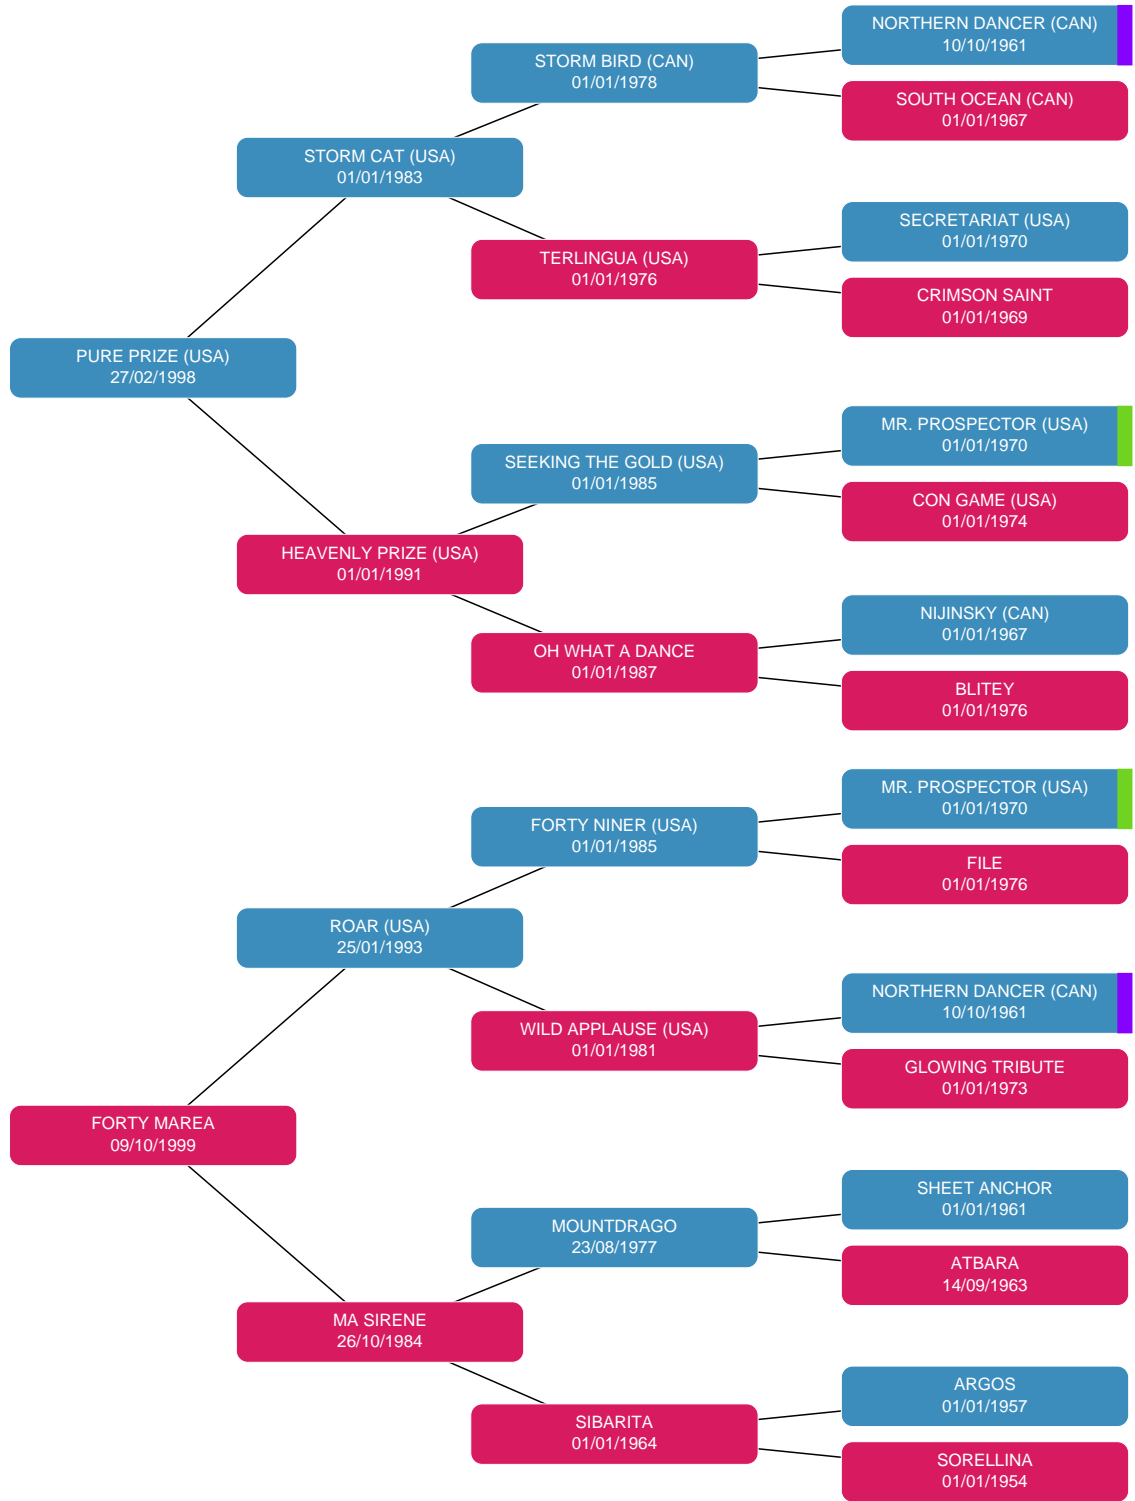 NORTHERN DANCER (CAN)
10/10/1961
STORM BIRD (CAN)
01/01/1978
SOUTH OCEAN (CAN)
01/01/1967
STORM CAT (USA)
01/01/1983
SECRETARIAT (USA)
01/01/1970
TERLINGUA (USA)
01/01/1976
CRIMSON SAINT
01/01/1969
PURE PRIZE (USA)
27/02/1998
MR. PROSPECTOR (USA)
01/01/1970
SEEKING THE GOLD (USA)
01/01/1985
CON GAME (USA)
01/01/1974
HEAVENLY PRIZE (USA)
01/01/1991
NIJINSKY (CAN)
01/01/1967
OH WHAT A DANCE
01/01/1987
BLITEY
01/01/1976
MR. PROSPECTOR (USA)
01/01/1970
FORTY NINER (USA)
01/01/1985
FILE
01/01/1976
ROAR (USA)
25/01/1993
NORTHERN DANCER (CAN)
10/10/1961
WILD APPLAUSE (USA)
01/01/1981
GLOWING TRIBUTE
01/01/1973
FORTY MAREA
09/10/1999
SHEET ANCHOR
01/01/1961
MOUNTDRAGO
23/08/1977
ATBARA
14/09/1963
MA SIRENE
26/10/1984
ARGOS
01/01/1957
SIBARITA
01/01/1964
SORELLINA
01/01/1954